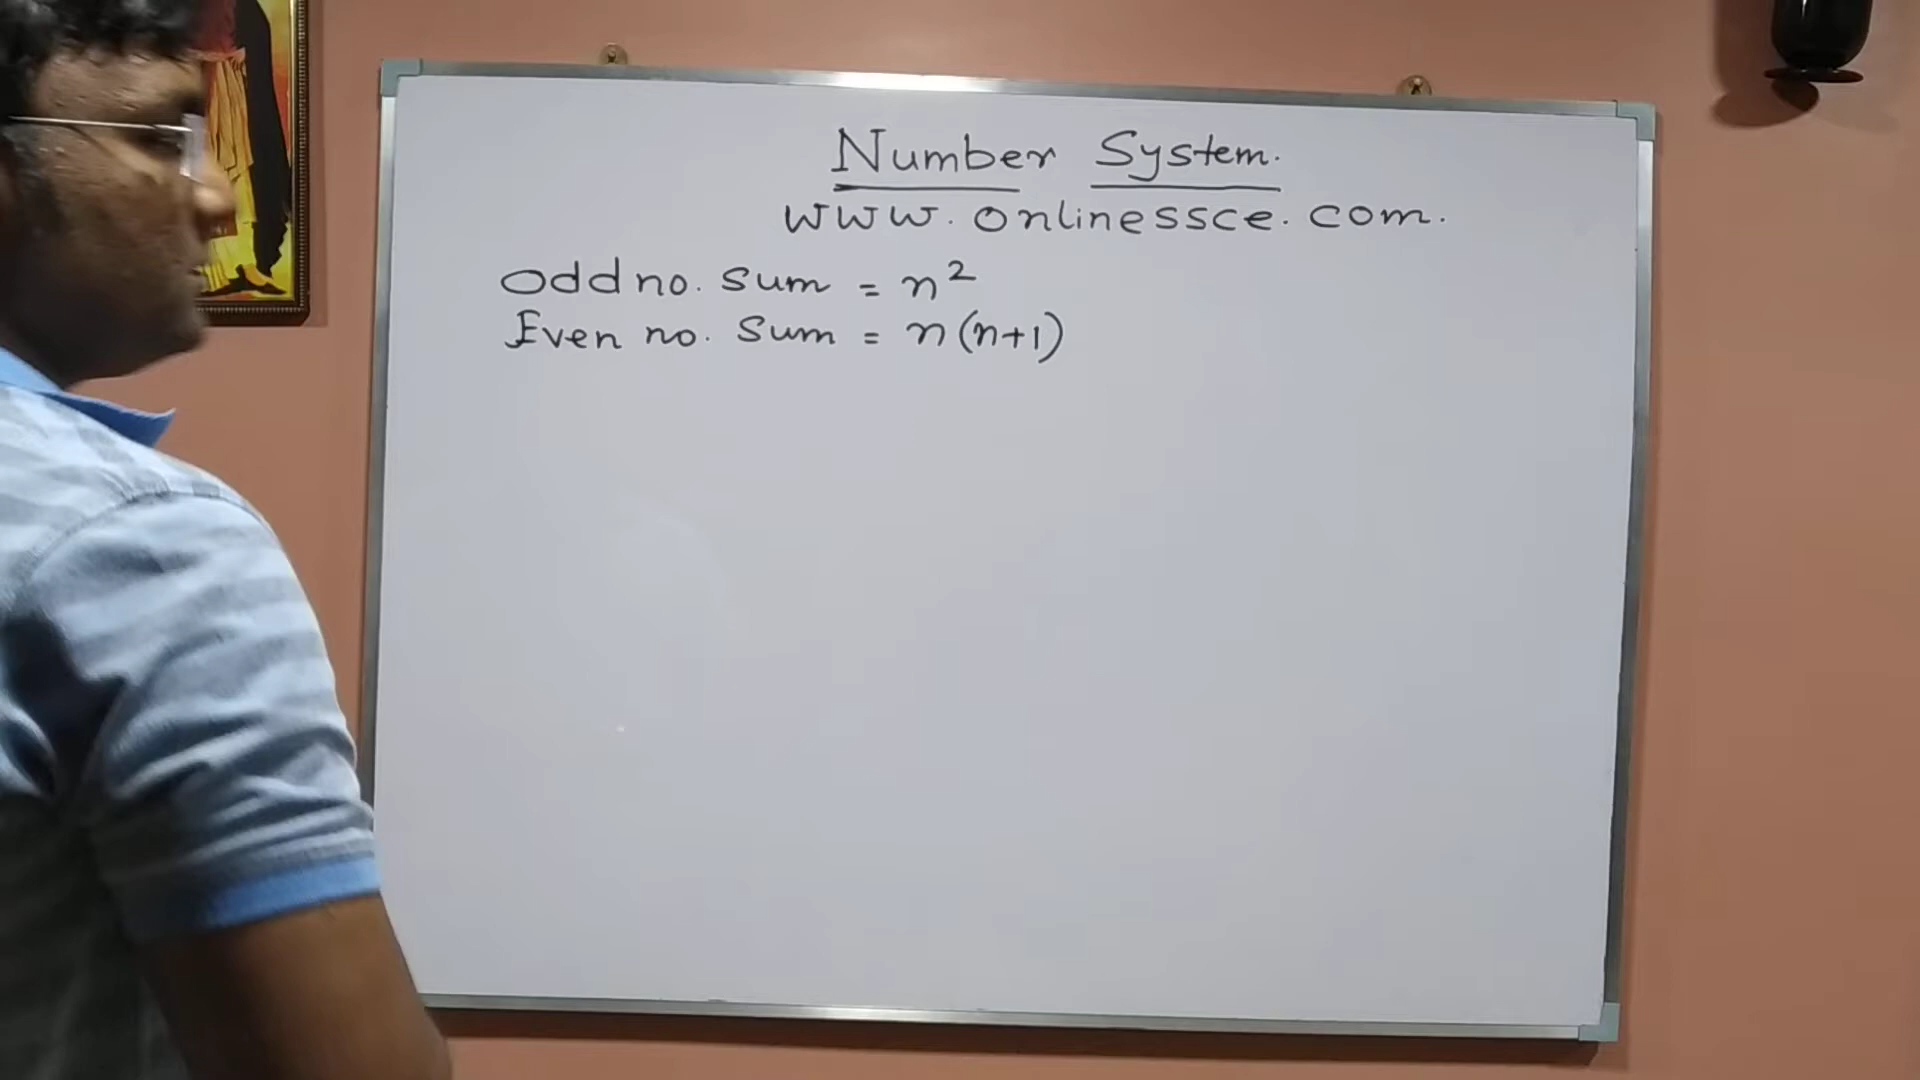 Number System.
www.onlinessce.com.
Odd no. Sum = n²
Even no. Sum = n(n+1)